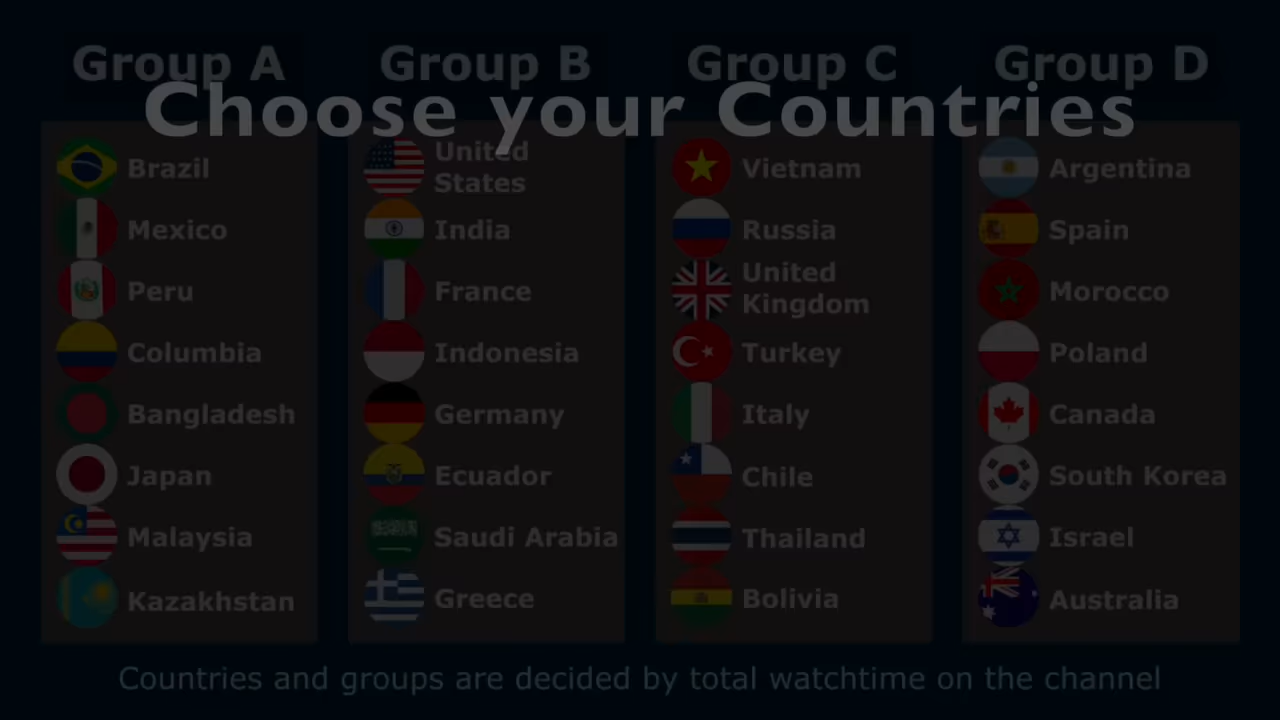 Group A
Group B
Group C
Group D
Choose your Countries
Brazil
Mexico
Peru
Columbia
Bangladesh
Japan
Malaysia
Kazakhstan
United
States
India
France
Indonesia
Germany
Ecuador
Saudi Arabia
Greece
Vietnam
Russia
United
Kingdom
Turkey
Italy
Chile
Thailand
Bolivia
Argentina
Spain
Morocco
Poland
Canada
South Korea
Israel
Australia
Countries and groups are decided by total watchtime on the channel